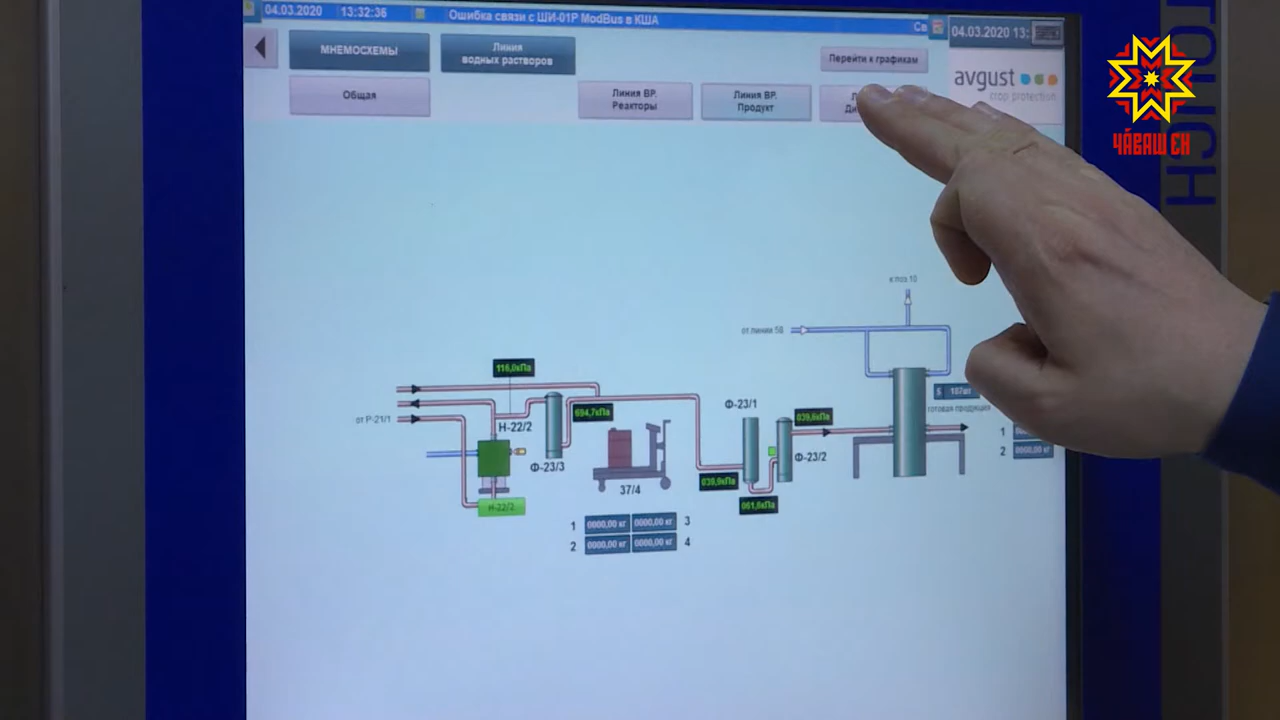 04.03.2020 13:32:36 Ошибка связи с ШИ-01Р ModBus в КША
Св
04.03.2020 13:
МНЕМОСХЕМЫ
Линия
водных растворов
Перейти к графикам
Общая
Линия ВР.
Реакторы
Линия ВР.
Продукт
avgust
crop protection
TOUCH
ЧӐВАШ ЕН
к поз 10
от линии 58
116,0кПа
694,7кПа
от Р-21/1
Н-22/2
Ф-23/3
Н-22/2
37/4
Ф-23/1
039,6кПа
Ф-23/2
039,9кПа
061,6кПа
готовая продукция
1 0000,00 кг 0000,00 кг 3
2 0000,00 кг 0000,00 кг 4
1
2 0000,00 кг